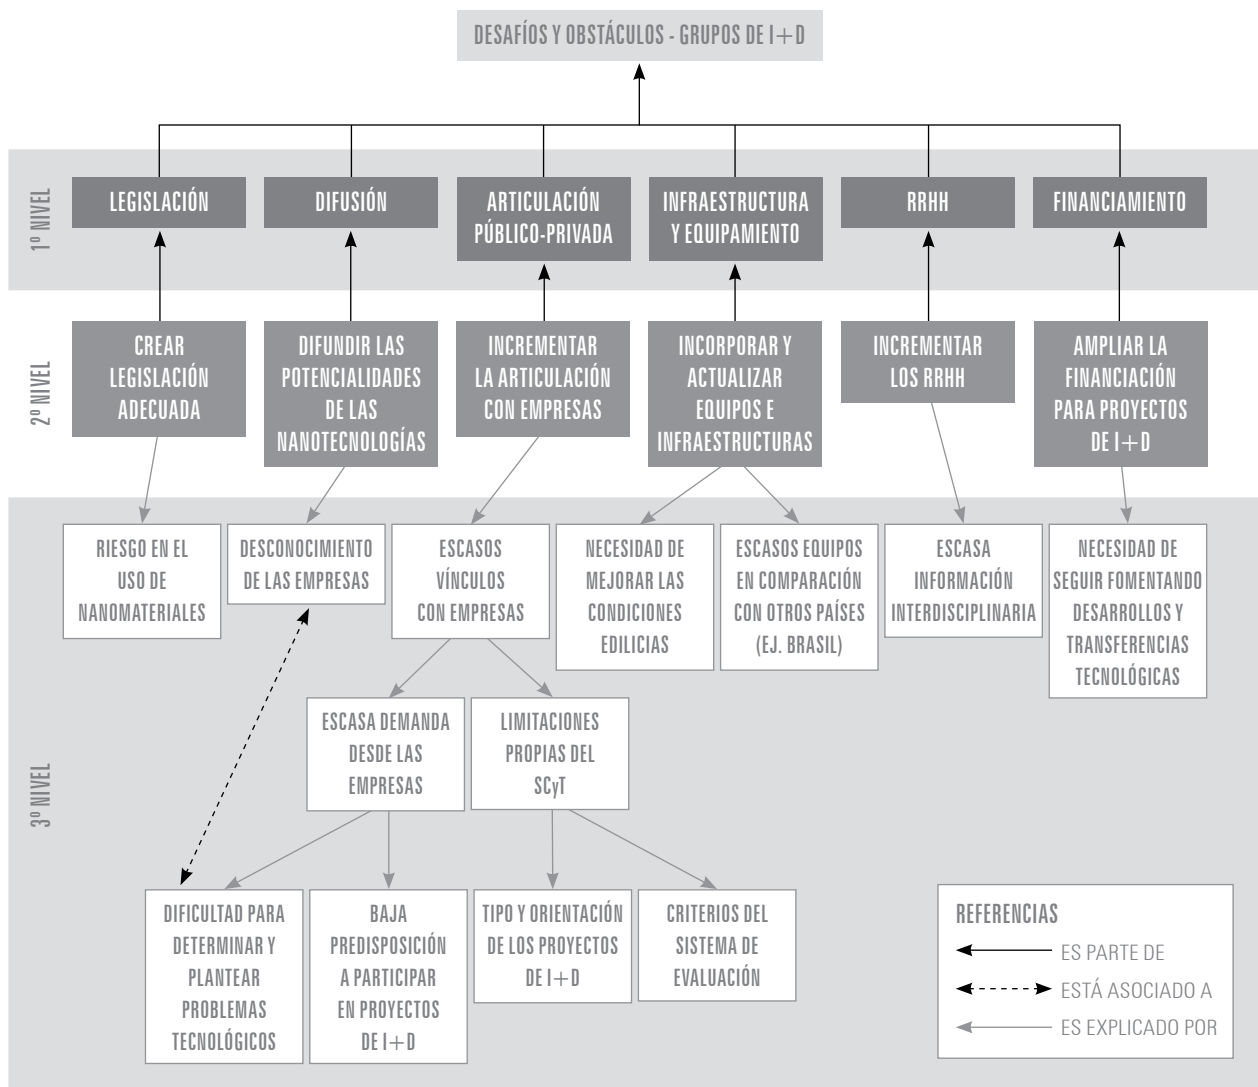 DESAFÍOS Y OBSTÁCULOS - GRUPOS DE I+D
1º NIVEL
LEGISLACIÓN
DIFUSIÓN
ARTICULACIÓN
PÚBLICO-PRIVADA
INFRAESTRUCTURA
Y EQUIPAMIENTO
RRHH
FINANCIAMIENTO
2º NIVEL
CREAR
LEGISLACIÓN
ADECUADA
DIFUNDIR LAS
POTENCIALIDADES
DE LAS
NANOTECNOLOGÍAS
INCREMENTAR
LA ARTICULACIÓN
CON EMPRESAS
INCORPORAR Y
ACTUALIZAR
EQUIPOS E
INFRAESTRUCTURAS
INCREMENTAR
LOS RRHH
AMPLIAR LA
FINANCIACIÓN
PARA PROYECTOS
DE I+D
3º NIVEL
RIESGO EN EL
USO DE
NANOMATERIALES
DESCONOCIMIENTO
DE LAS EMPRESAS
ESCASOS
VÍNCULOS
CON EMPRESAS
NECESIDAD DE
MEJORAR LAS
CONDICIONES
EDILICIAS
ESCASOS EQUIPOS
EN COMPARACIÓN
CON OTROS PAÍSES
(EJ. BRASIL)
ESCASA
INFORMACIÓN
INTERDISCIPLINARIA
NECESIDAD DE
SEGUIR FOMENTANDO
DESARROLLOS Y
TRANSFERENCIAS
TECNOLÓGICAS
ESCASA DEMANDA
DESDE LAS
EMPRESAS
LIMITACIONES
PROPIAS DEL
SCyT
DIFICULTAD PARA
DETERMINAR Y
PLANTEAR
PROBLEMAS
TECNOLÓGICOS
BAJA
PREDISPOSICIÓN
A PARTICIPAR
EN PROYECTOS
DE I+D
TIPO Y ORIENTACIÓN
DE LOS PROYECTOS
DE I+D
CRITERIOS DEL
SISTEMA DE
EVALUACIÓN
REFERENCIAS
ES PARTE DE
ESTÁ ASOCIADO A
ES EXPLICADO POR